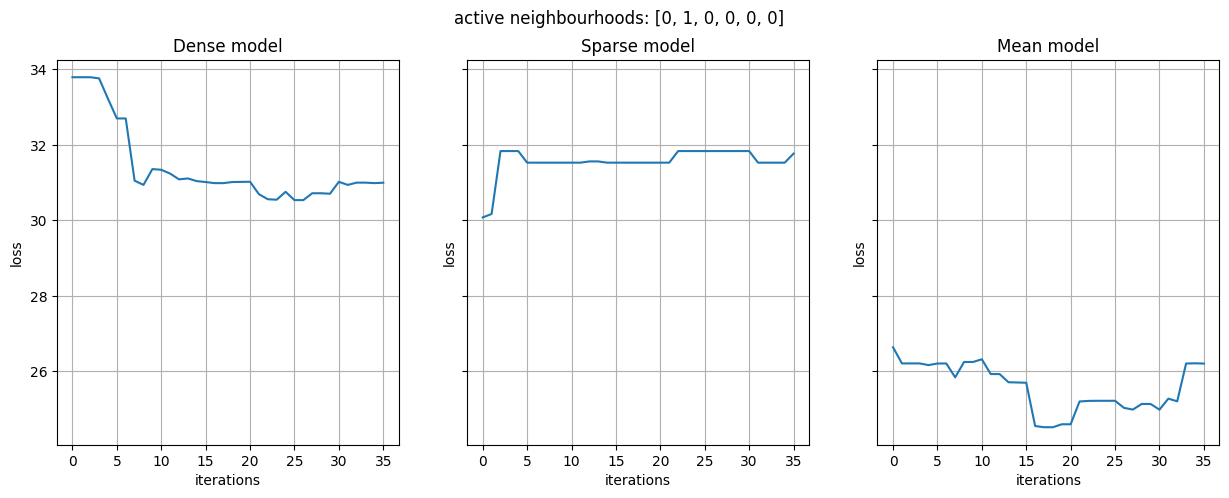 active neighbourhoods: [0, 1, 0, 0, 0, 0]
Dense model
34
32
30
28
26
loss
0 5 10 15 20 25 30 35
iterations
Sparse model
loss
0 5 10 15 20 25 30 35
iterations
Mean model
loss
0 5 10 15 20 25 30 35
iterations